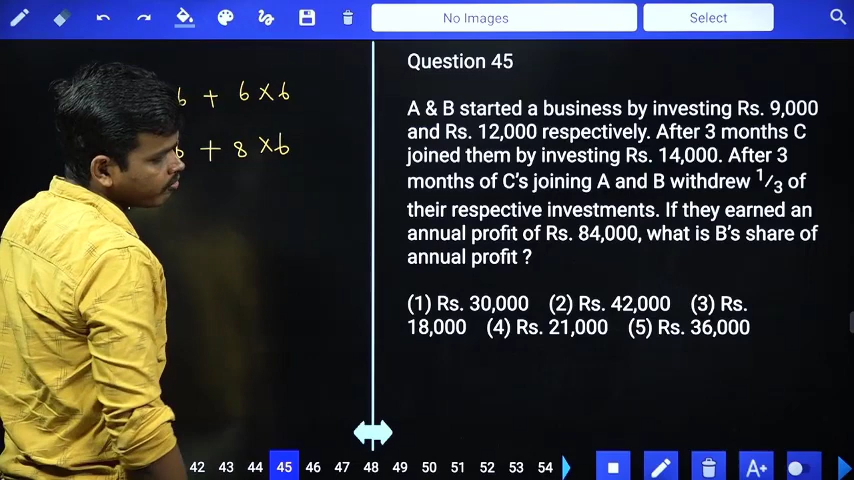 No Images Select
6 + 6 × 6
6 + 8 × 6
Question 45
A & B started a business by investing Rs. 9,000
and Rs. 12,000 respectively. After 3 months C
joined them by investing Rs. 14,000. After 3
months of C's joining A and B withdrew 1/3 of
their respective investments. If they earned an
annual profit of Rs. 84,000, what is B's share of
annual profit ?
(1) Rs. 30,000 (2) Rs. 42,000 (3) Rs.
18,000 (4) Rs. 21,000 (5) Rs. 36,000
42 43 44 45 46 47 48 49 50 51 52 53 54 A+